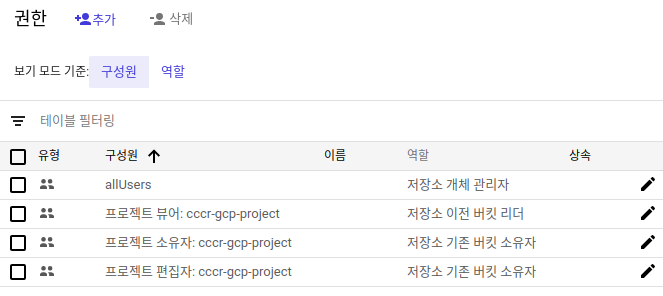 권한 추가 삭제
보기 모드 기준: 구성원 역할
테이블 필터링
유형 구성원 이름 역할 상속
allUsers 저장소 개체 관리자
프로젝트 뷰어: cccr-gcp-project 저장소 이전 버킷 리더
프로젝트 소유자: cccr-gcp-project 저장소 기존 버킷 소유자
프로젝트 편집자: cccr-gcp-project 저장소 기존 버킷 소유자